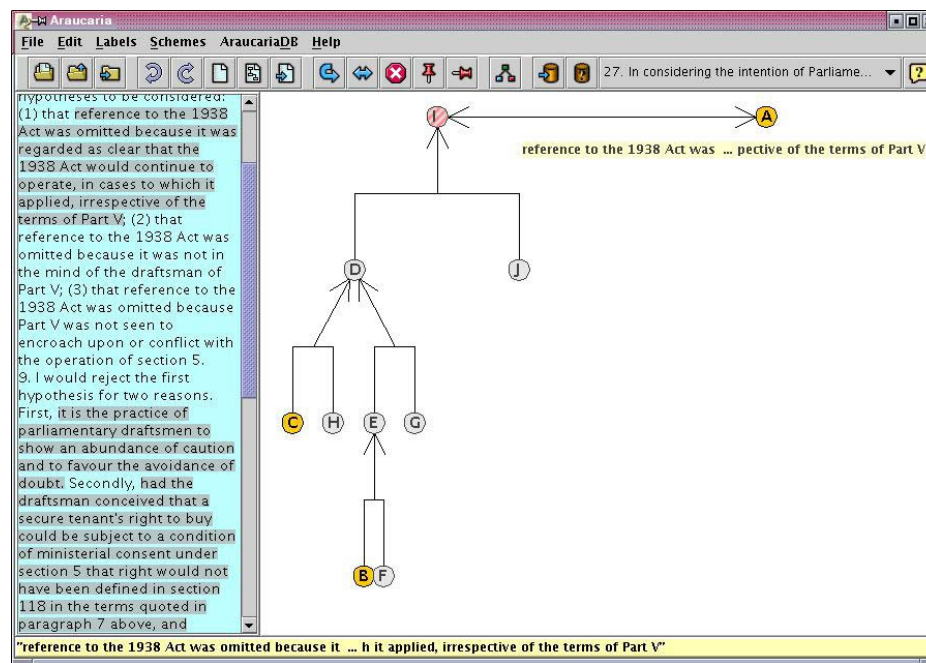 Araucaria
File Edit Labels Schemes AraucariaDB Help
27. In considering the intention of Parliame...
hypotheses to be considered:
(1) that reference to the 1938
Act was omitted because it was
regarded as clear that the
1938 Act would continue to
operate, in cases to which it
applied, irrespective of the
terms of Part V; (2) that
reference to the 1938 Act was
omitted because it was not in
the mind of the draftsman of
Part V; (3) that reference to the
1938 Act was omitted because
Part V was not seen to
encroach upon or conflict with
the operation of section 5.
9. I would reject the first
hypothesis for two reasons.
First, it is the practice of
parliamentary draftsmen to
show an abundance of caution
and to favour the avoidance of
doubt. Secondly, had the
draftsman conceived that a
secure tenant's right to buy
could be subject to a condition
of ministerial consent under
section 5 that right would not
have been defined in section
118 in the terms quoted in
paragraph 7 above, and
I A
reference to the 1938 Act was ... pective of the terms of Part V
D J
C H E G
B F
"reference to the 1938 Act was omitted because it ... h it applied, irrespective of the terms of Part V"